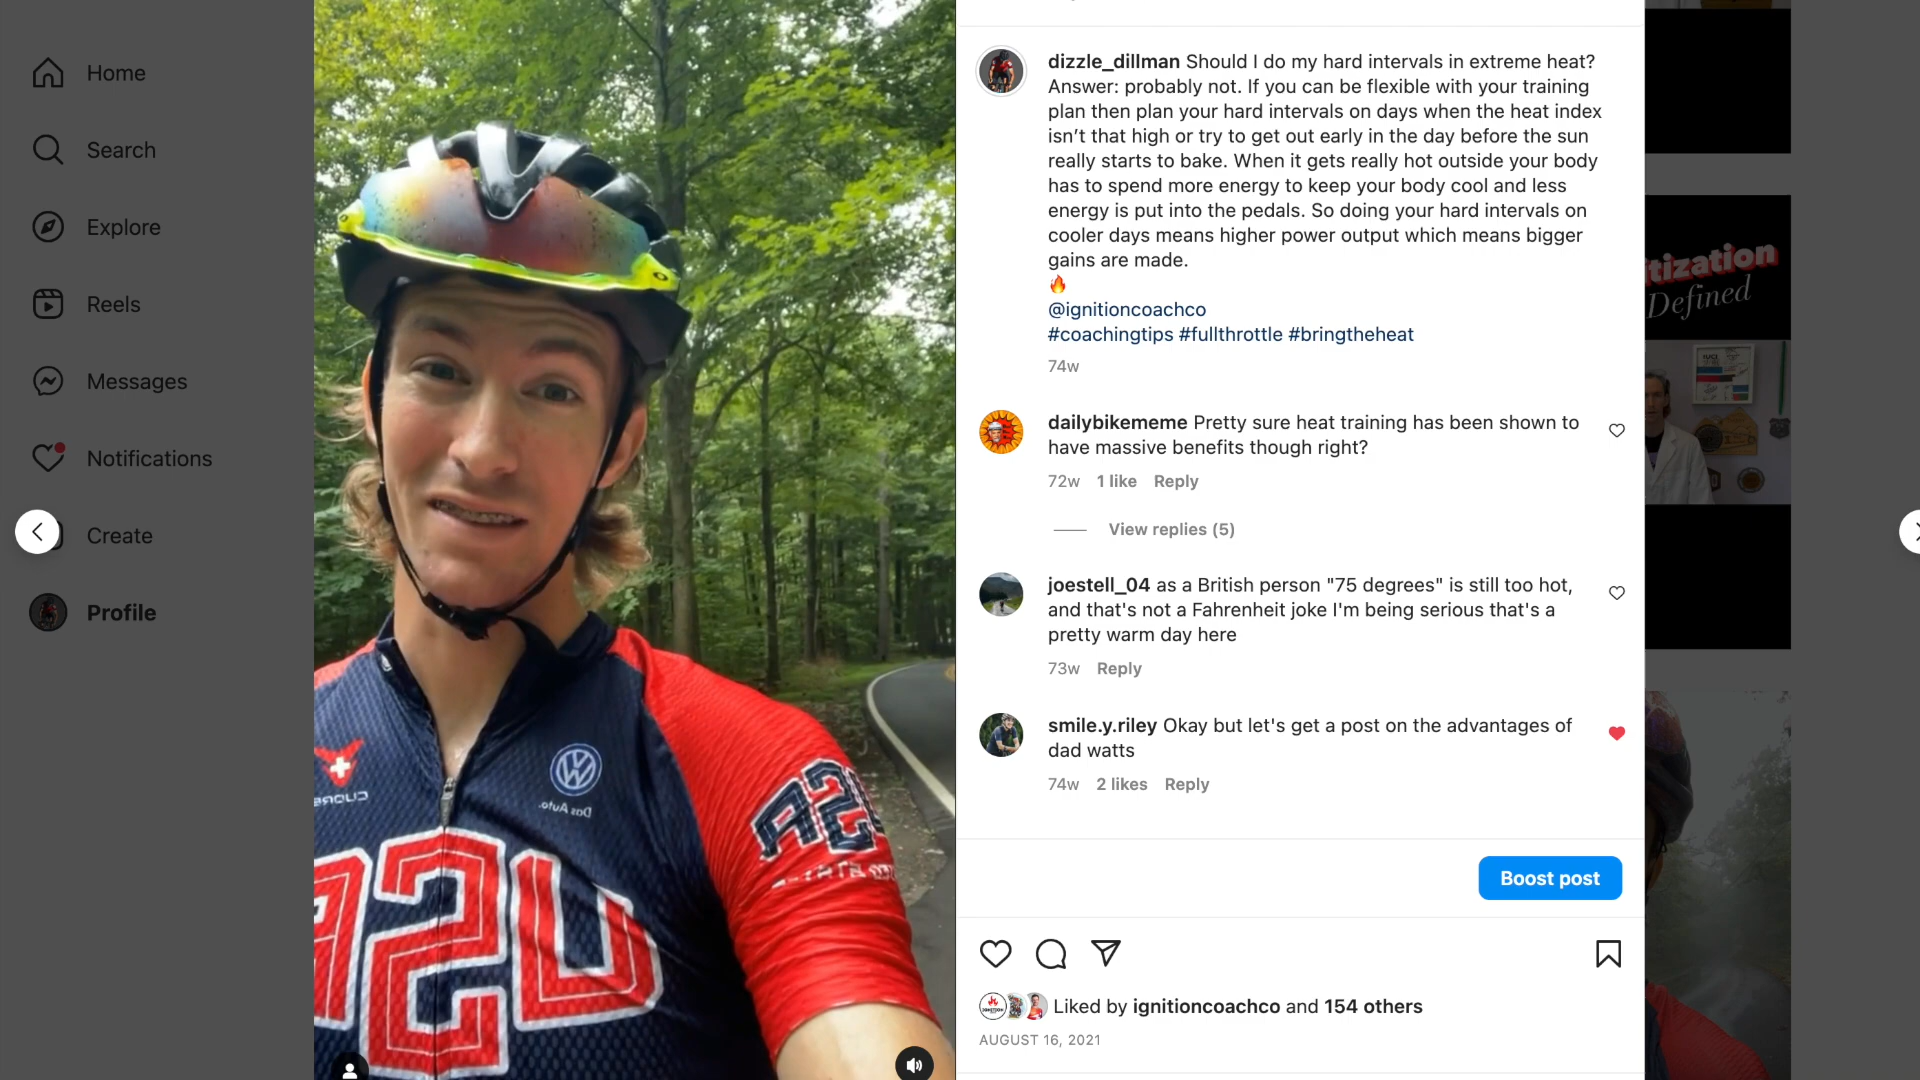 Home
Search
Explore
Reels
Messages
Notifications
Create
Profile
Das Auto.
A2U
A2U
dizzle_dillman Should I do my hard intervals in extreme heat?
Answer: probably not. If you can be flexible with your training
plan then plan your hard intervals on days when the heat index
isn’t that high or try to get out early in the day before the sun
really starts to bake. When it gets really hot outside your body
has to spend more energy to keep your body cool and less
energy is put into the pedals. So doing your hard intervals on
cooler days means higher power output which means bigger
gains are made.
🔥
@ignitioncoachco
#coachingtips #fullthrottle #bringtheheat
74w
dailybikememe Pretty sure heat training has been shown to
have massive benefits though right?
72w 1 like Reply
View replies (5)
joestell_04 as a British person "75 degrees" is still too hot,
and that's not a Fahrenheit joke I'm being serious that's a
pretty warm day here
73w Reply
smile.y.riley Okay but let's get a post on the advantages of
dad watts
74w 2 likes Reply
Boost post
Liked by ignitioncoachco and 154 others
AUGUST 16, 2021
tization
Defined